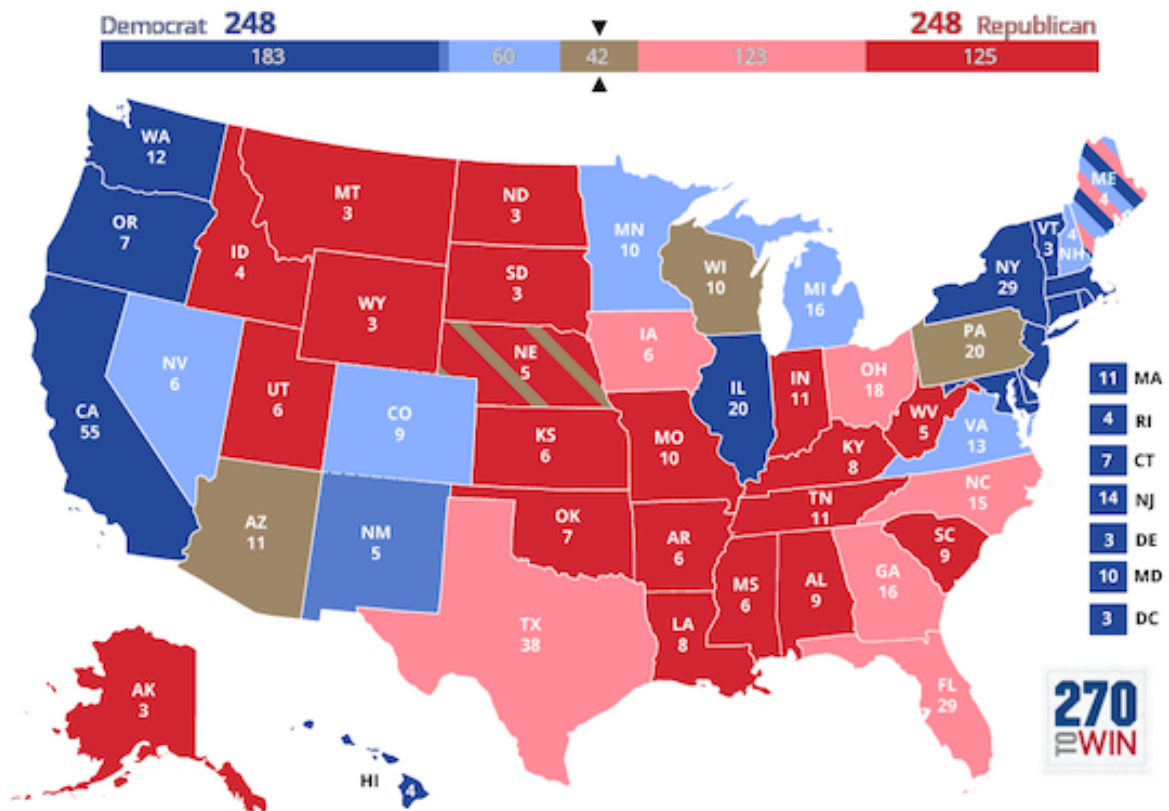 Democrat 248
248 Republican
183
60
42
123
125
WA
12
OR
7
CA
55
NV
6
ID
4
MT
3
WY
3
UT
6
AZ
11
CO
9
NM
5
ND
3
SD
3
NE
5
KS
6
OK
7
TX
38
MN
10
IA
6
MO
10
AR
6
LA
8
WI
10
IL
20
MI
16
IN
11
OH
18
KY
8
TN
11
MS
6
AL
9
GA
16
FL
29
SC
9
NC
15
VA
13
WV
5
PA
20
NY
29
VT
3
4
NH
ME
4
11 MA
4 RI
7 CT
14 NJ
3 DE
10 MD
3 DC
AK
3
HI
4
270
TO WIN